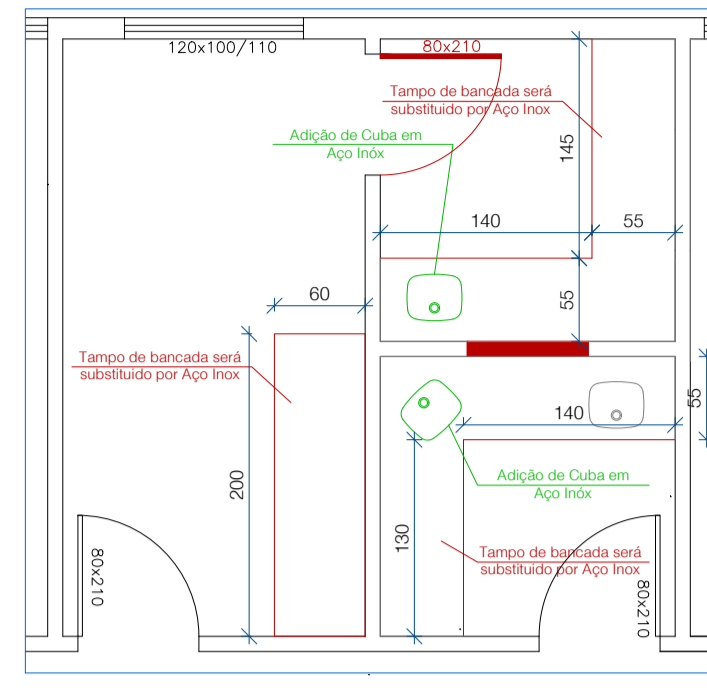 120x100/110
80x210
Tampo de bancada será
substituido por Aço Inox
Adição de Cuba em
Aço Inóx
145
140
55
60
55
Tampo de bancada será
substituido por Aço Inox
55
140
200
130
Adição de Cuba em
Aço Inóx
Tampo de bancada será
substituido por Aço Inox
80x210
80x210